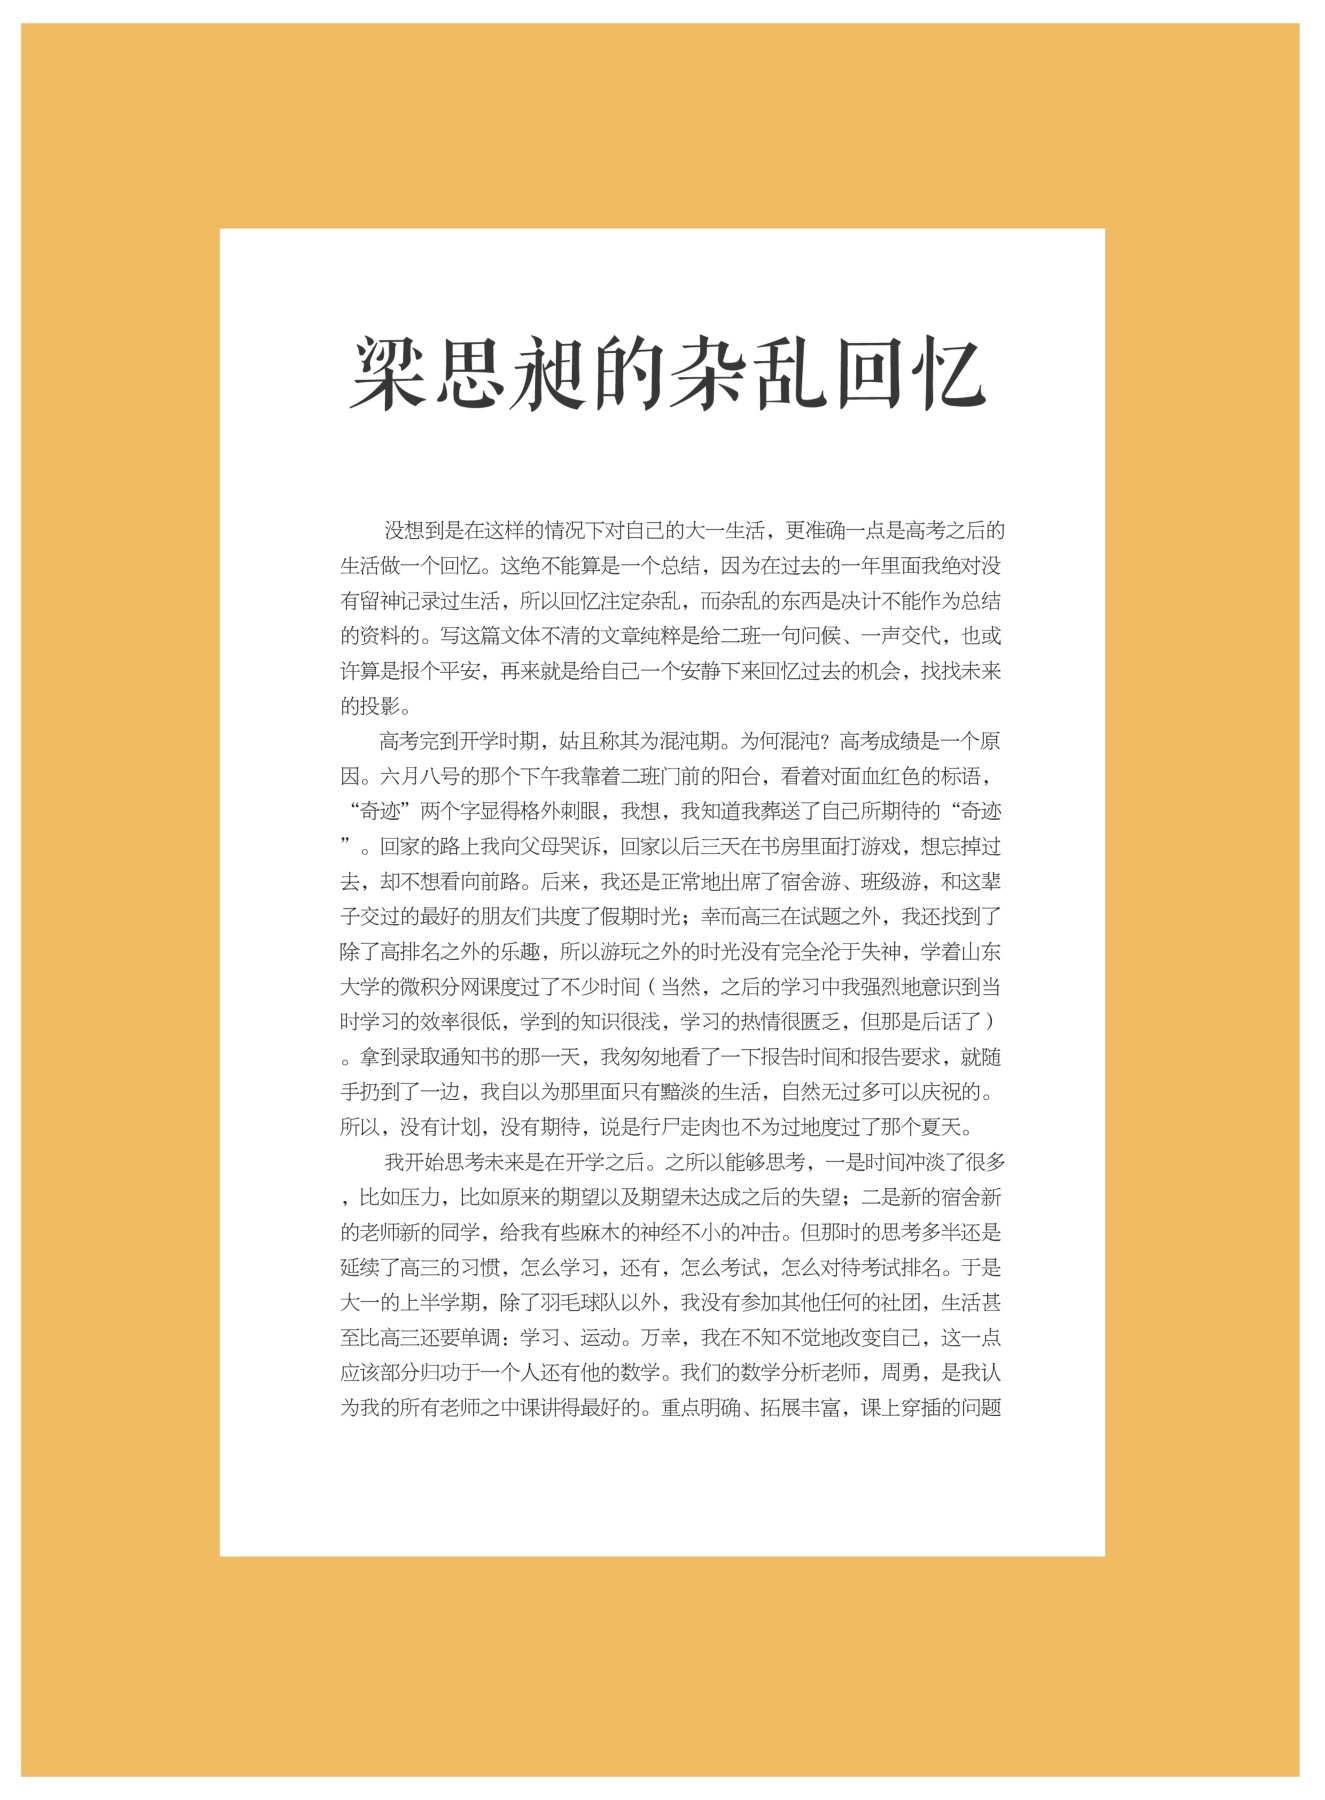 梁思昶的杂乱回忆
没想到是在这样的情况下对自己的大一生活，更准确一点是高考之后的
生活做一个回忆。这绝不能算是一个总结，因为在过去的一年里面我绝对没
有留神记录过生活，所以回忆注定杂乱，而杂乱的东西是决计不能作为总结
的资料的。写这篇文体不清的文章纯粹是给二班一句问候、一声交代，也或
许算是报个平安，再来就是给自己一个安静下来回忆过去的机会，找找未来
的投影。
高考完到开学时期，姑且称其为混沌期。为何混沌？高考成绩是一个原
因。六月八号的那个下午我靠着二班门前的阳台，看着对面血红色的标语，
“奇迹”两个字显得格外刺眼，我想，我知道我葬送了自己所期待的“奇迹
”。回家的路上我向父母哭诉，回家以后三天在书房里面打游戏，想忘掉过
去，却不想看向前路。后来，我还是正常地出席了宿舍游、班级游，和这辈
子交过的最好的朋友们共度了假期时光；幸而高三在试题之外，我还找到了
除了高排名之外的乐趣，所以游玩之外的时光没有完全沦于失神，学着山东
大学的微积分网课度过了不少时间（当然，之后的学习中我强烈地意识到当
时学习的效率很低，学到的知识很浅，学习的热情很匮乏，但那是后话了）
。拿到录取通知书的那一天，我匆匆地看了一下报告时间和报告要求，就随
手扔到了一边，我自以为那里面只有黯淡的生活，自然无过多可以庆祝的。
所以，没有计划，没有期待，说是行尸走肉也不为过地度过了那个夏天。
我开始思考未来是在开学之后。之所以能够思考，一是时间冲淡了很多
，比如压力，比如原来的期望以及期望未达成之后的失望；二是新的宿舍新
的老师新的同学，给我有些麻木的神经不小的冲击。但那时的思考多半还是
延续了高三的习惯，怎么学习，还有，怎么考试，怎么对待考试排名。于是
大一的上半学期，除了羽毛球队以外，我没有参加其他任何的社团，生活甚
至比高三还要单调：学习、运动。万幸，我在不知不觉地改变自己，这一点
应该部分归功于一个人还有他的数学。我们的数学分析老师，周勇，是我认
为我的所有老师之中课讲得最好的。重点明确、拓展丰富，课上穿插的问题